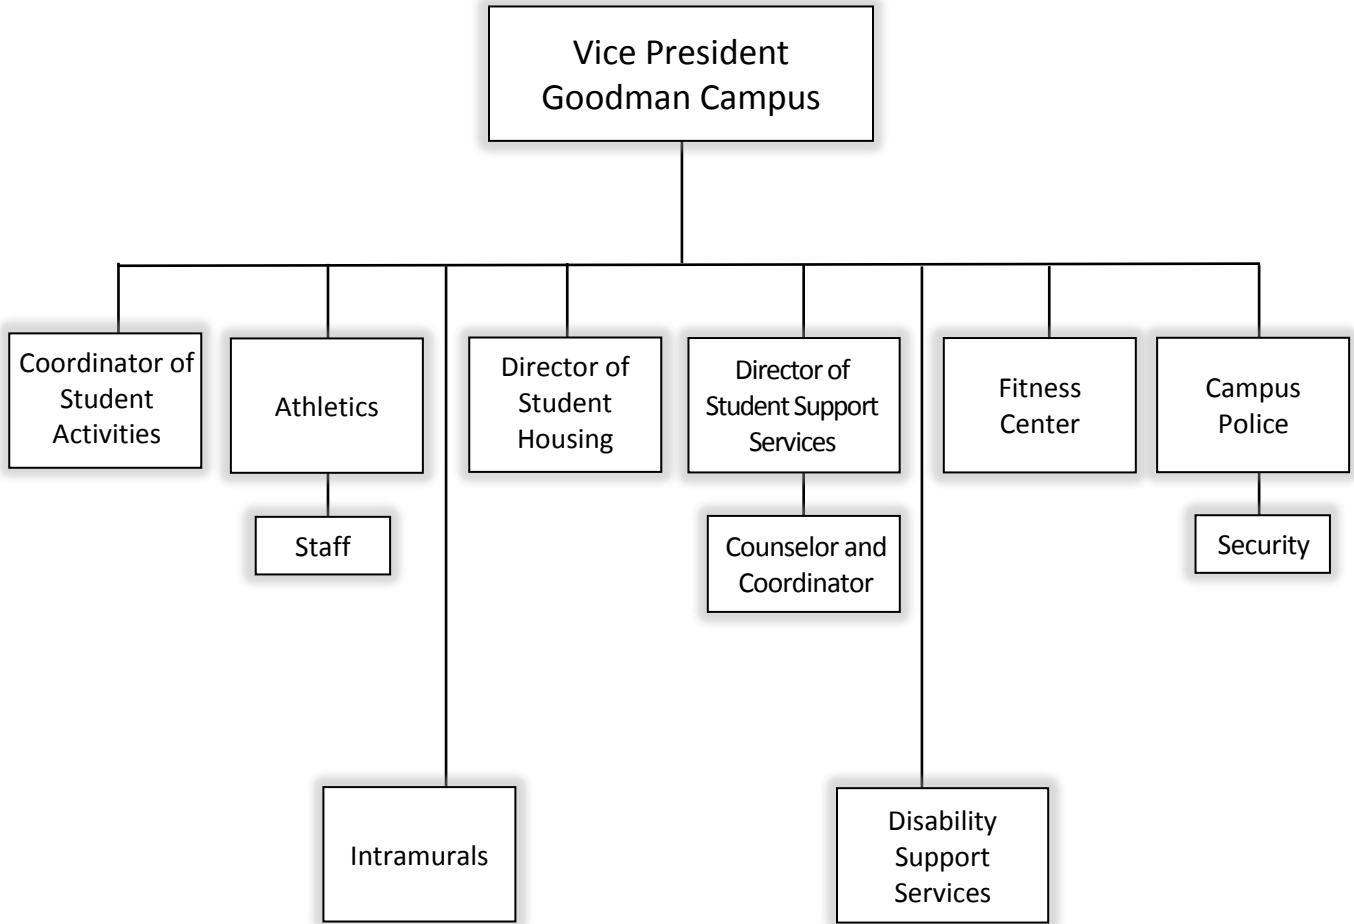 Vice President
Goodman Campus
Coordinator of
Student
Activities
Athletics
Director of
Student
Housing
Director of
Student Support
Services
Fitness
Center
Campus
Police
Staff
Counselor and
Coordinator
Security
Intramurals
Disability
Support
Services